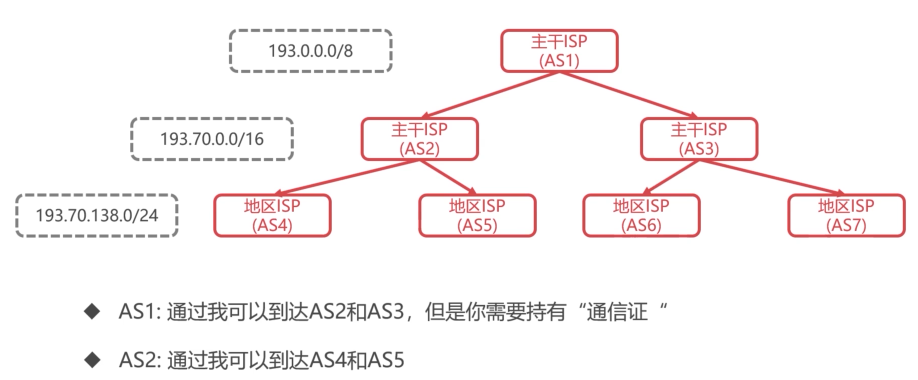 193.0.0.0/8
主干ISP
(AS1)
193.70.0.0/16
主干ISP
(AS2)
主干ISP
(AS3)
193.70.138.0/24
地区ISP
(AS4)
地区ISP
(AS5)
地区ISP
(AS6)
地区ISP
(AS7)
◆ AS1: 通过我可以到达AS2和AS3，但是你需要持有“通信证“
◆ AS2: 通过我可以到达AS4和AS5